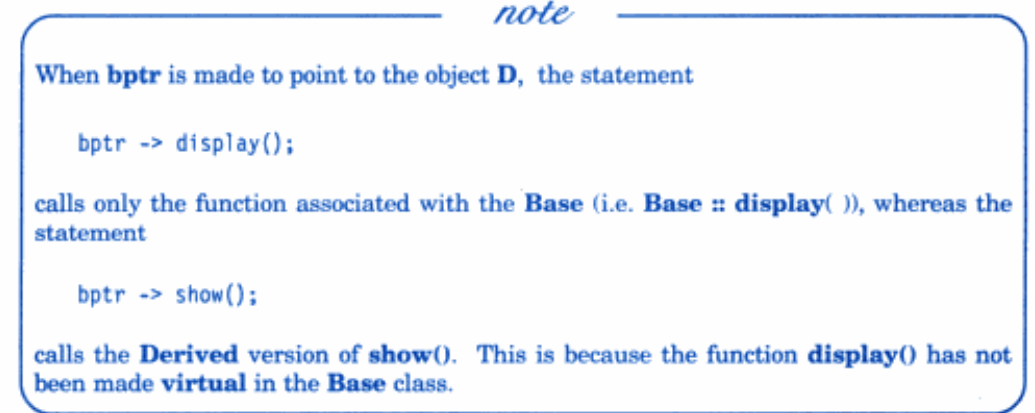 note
When bptr is made to point to the object D, the statement
bptr -> display();
calls only the function associated with the Base (i.e. Base :: display( )), whereas the
statement
bptr -> show();
calls the Derived version of show(). This is because the function display() has not
been made virtual in the Base class.